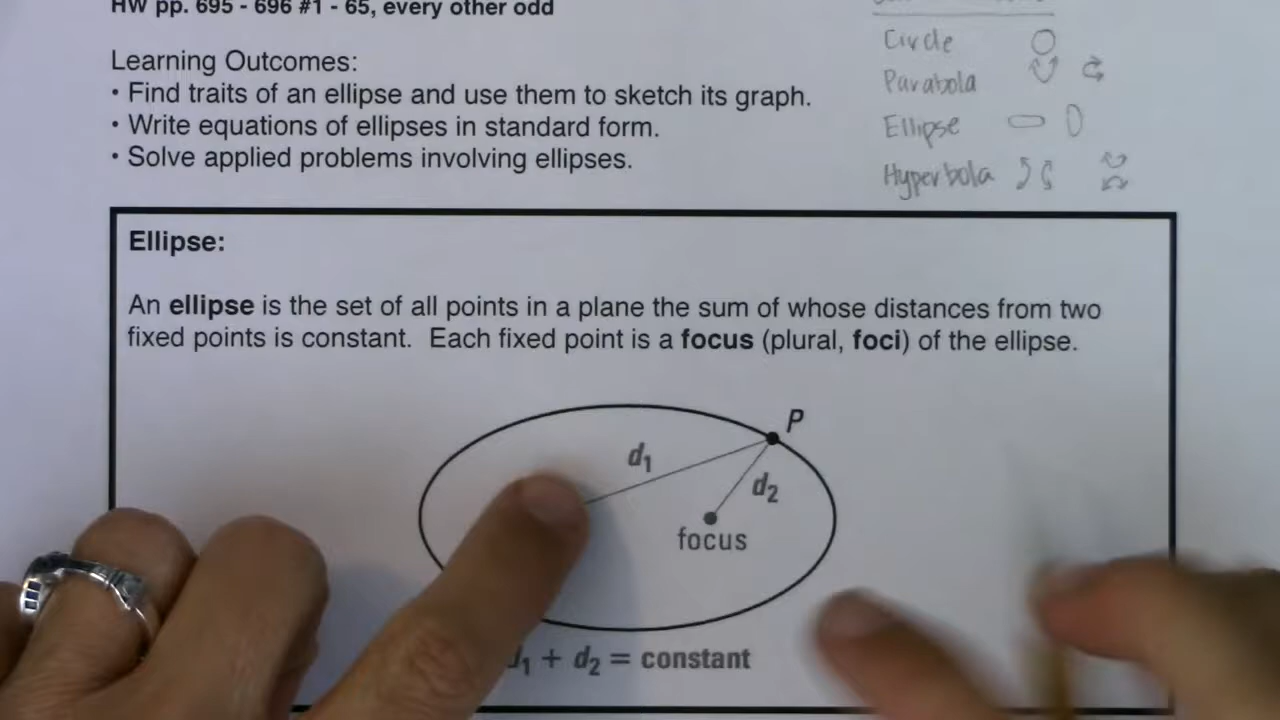 HW pp. 695 - 696 #1 - 65, every other odd
Learning Outcomes:
• Find traits of an ellipse and use them to sketch its graph.
• Write equations of ellipses in standard form.
• Solve applied problems involving ellipses.
Circle
Parabola
Ellipse
Hyperbola
Ellipse:
An ellipse is the set of all points in a plane the sum of whose distances from two
fixed points is constant. Each fixed point is a focus (plural, foci) of the ellipse.
P
d₁
d₂
focus
d₁ + d₂ = constant